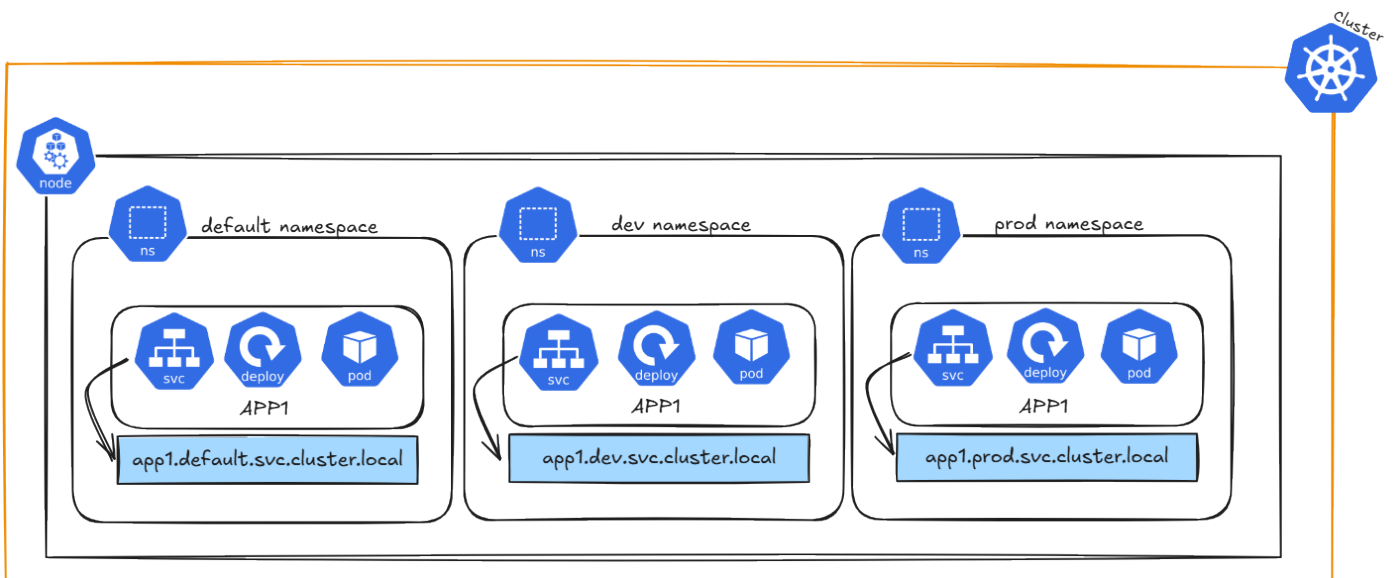 Cluster
node
ns
default namespace
ns
dev namespace
ns
prod namespace
svc
deploy
pod
APP1
svc
deploy
pod
APP1
svc
deploy
pod
APP1
app1.default.svc.cluster.local
app1.dev.svc.cluster.local
app1.prod.svc.cluster.local